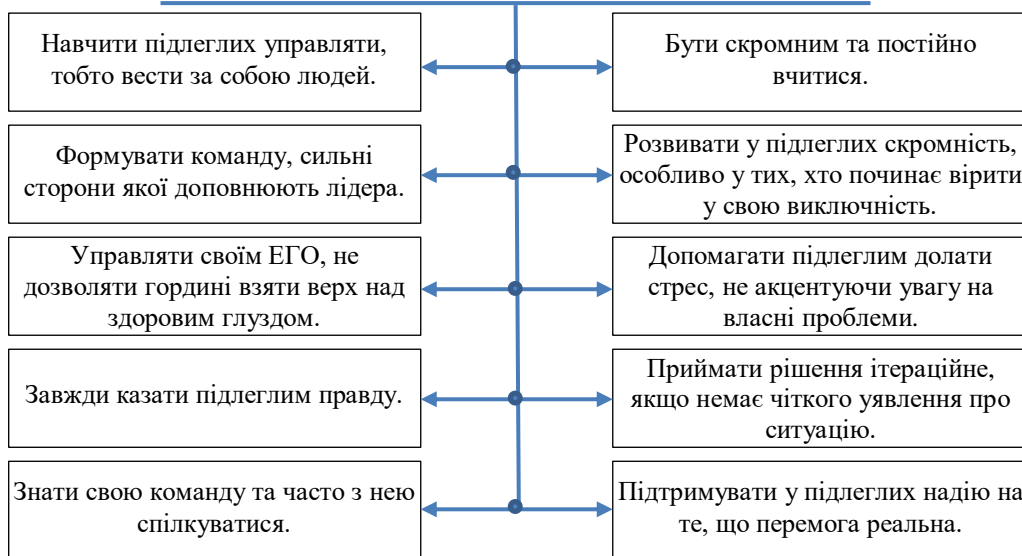 Навчити підлеглих управляти,
тобто вести за собою людей.
Бути скромним та постійно
вчитися.
Формувати команду, сильні
сторони якої доповнюють лідера.
Розвивати у підлеглих скромність,
особливо у тих, хто починає вірити
у свою виключність.
Управляти своїм ЕГО, не
дозволяти гордині взяти верх над
здоровим глуздом.
Допомагати підлеглим долати
стрес, не акцентуючи увагу на
власні проблеми.
Завжди казати підлеглим правду.
Приймати рішення ітераційне,
якщо немає чіткого уявлення про
ситуацію.
Знати свою команду та часто з нею
спілкуватися.
Підтримувати у підлеглих надію на
те, що перемога реальна.